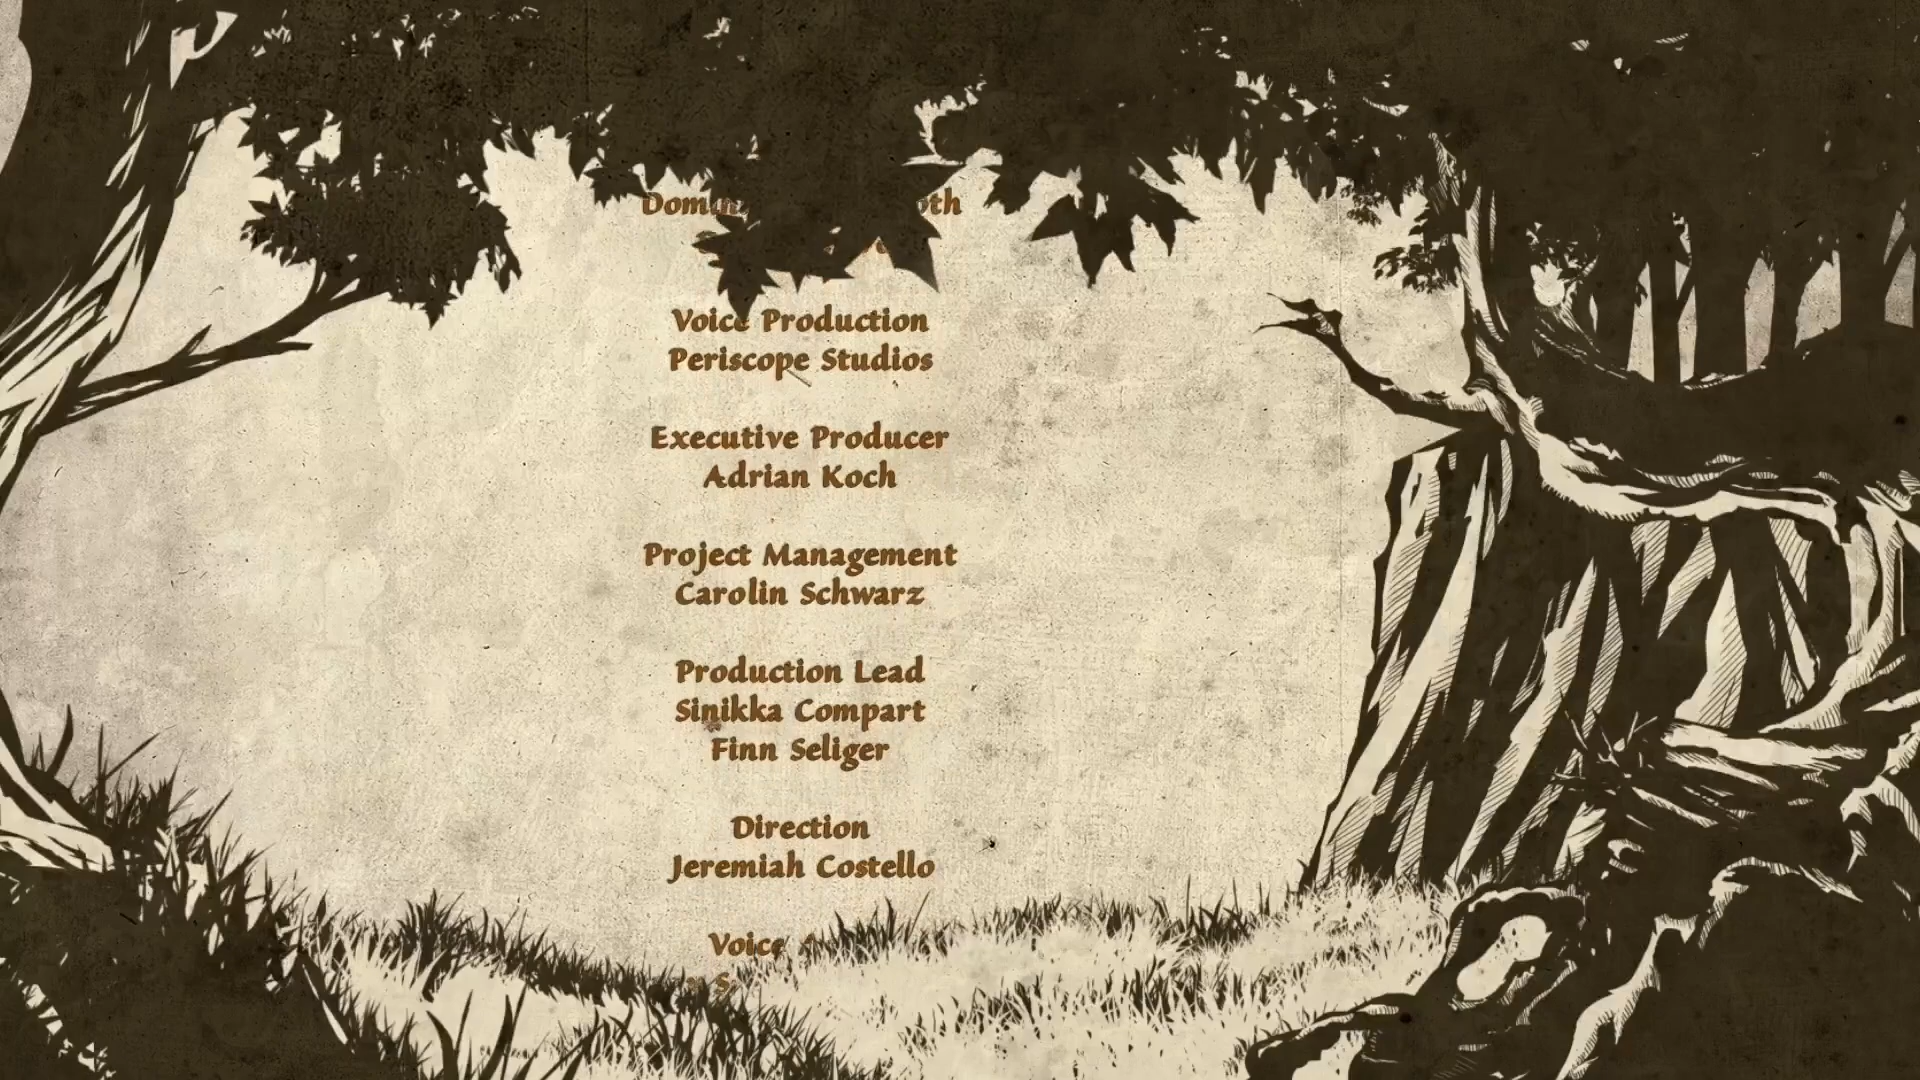 Voice Production
Periscope Studios
Executive Producer
Adrian Koch
Project Management
Carolin Schwarz
Production Lead
Sinikka Compart
Finn Seliger
Direction
Jeremiah Costello
Voice